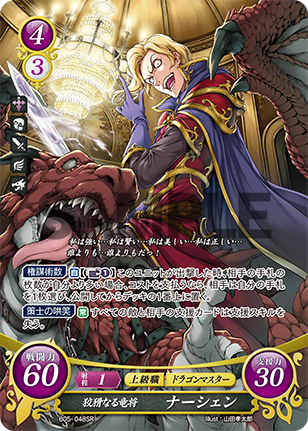 4
3
SAMPLE
私は強い…私は賢い…私は美しい…私は正しい…
誰よりも…誰よりもだっ!
権謀術数 自 [ 1] このユニットが出撃した時、相手の手札の
枚数が自分より多い場合、コストを支払うなら、相手は自分の手札
を1枚選び、公開してからデッキの1番上に置く。
策士の哄笑 常 すべての敵と相手の支援カードは支援スキルを
失う。
戦闘力
60
射程 1
上級職
ドラゴンマスター
支援力
30
狡猾なる竜将 ナーシェン
B05-048SR
Illust:山田孝太郎